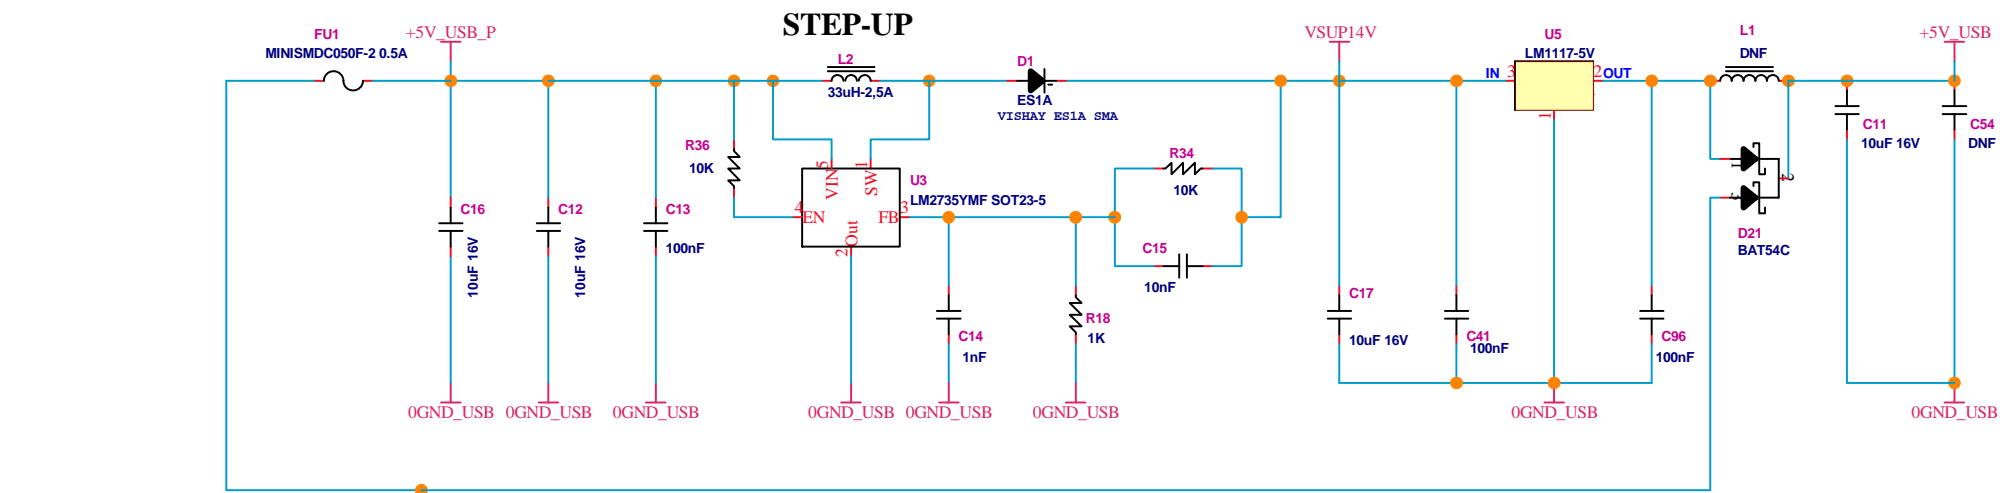 STEP-UP
FU1
MINISMDC050F-2 0.5A
+5V_USB_P
L2
33uH-2,5A
D1
ES1A
VISHAY ES1A SMA
VSUP14V
U5
LM1117-5V
IN 3
2 OUT
1
L1
DNF
+5V_USB
R36
10K
5
VIN
1
SW
U3
LM2735YMF SOT23-5
4
EN
FB
3
Out
2
R34
10K
C15
10nF
C11
10uF 16V
C54
DNF
1
2
D21
BAT54C
C16
10uF 16V
C12
10uF 16V
C13
100nF
C14
1nF
R18
1K
C17
10uF 16V
C41
100nF
C96
100nF
0GND_USB
0GND_USB
0GND_USB
0GND_USB
0GND_USB
0GND_USB
0GND_USB
0GND_USB